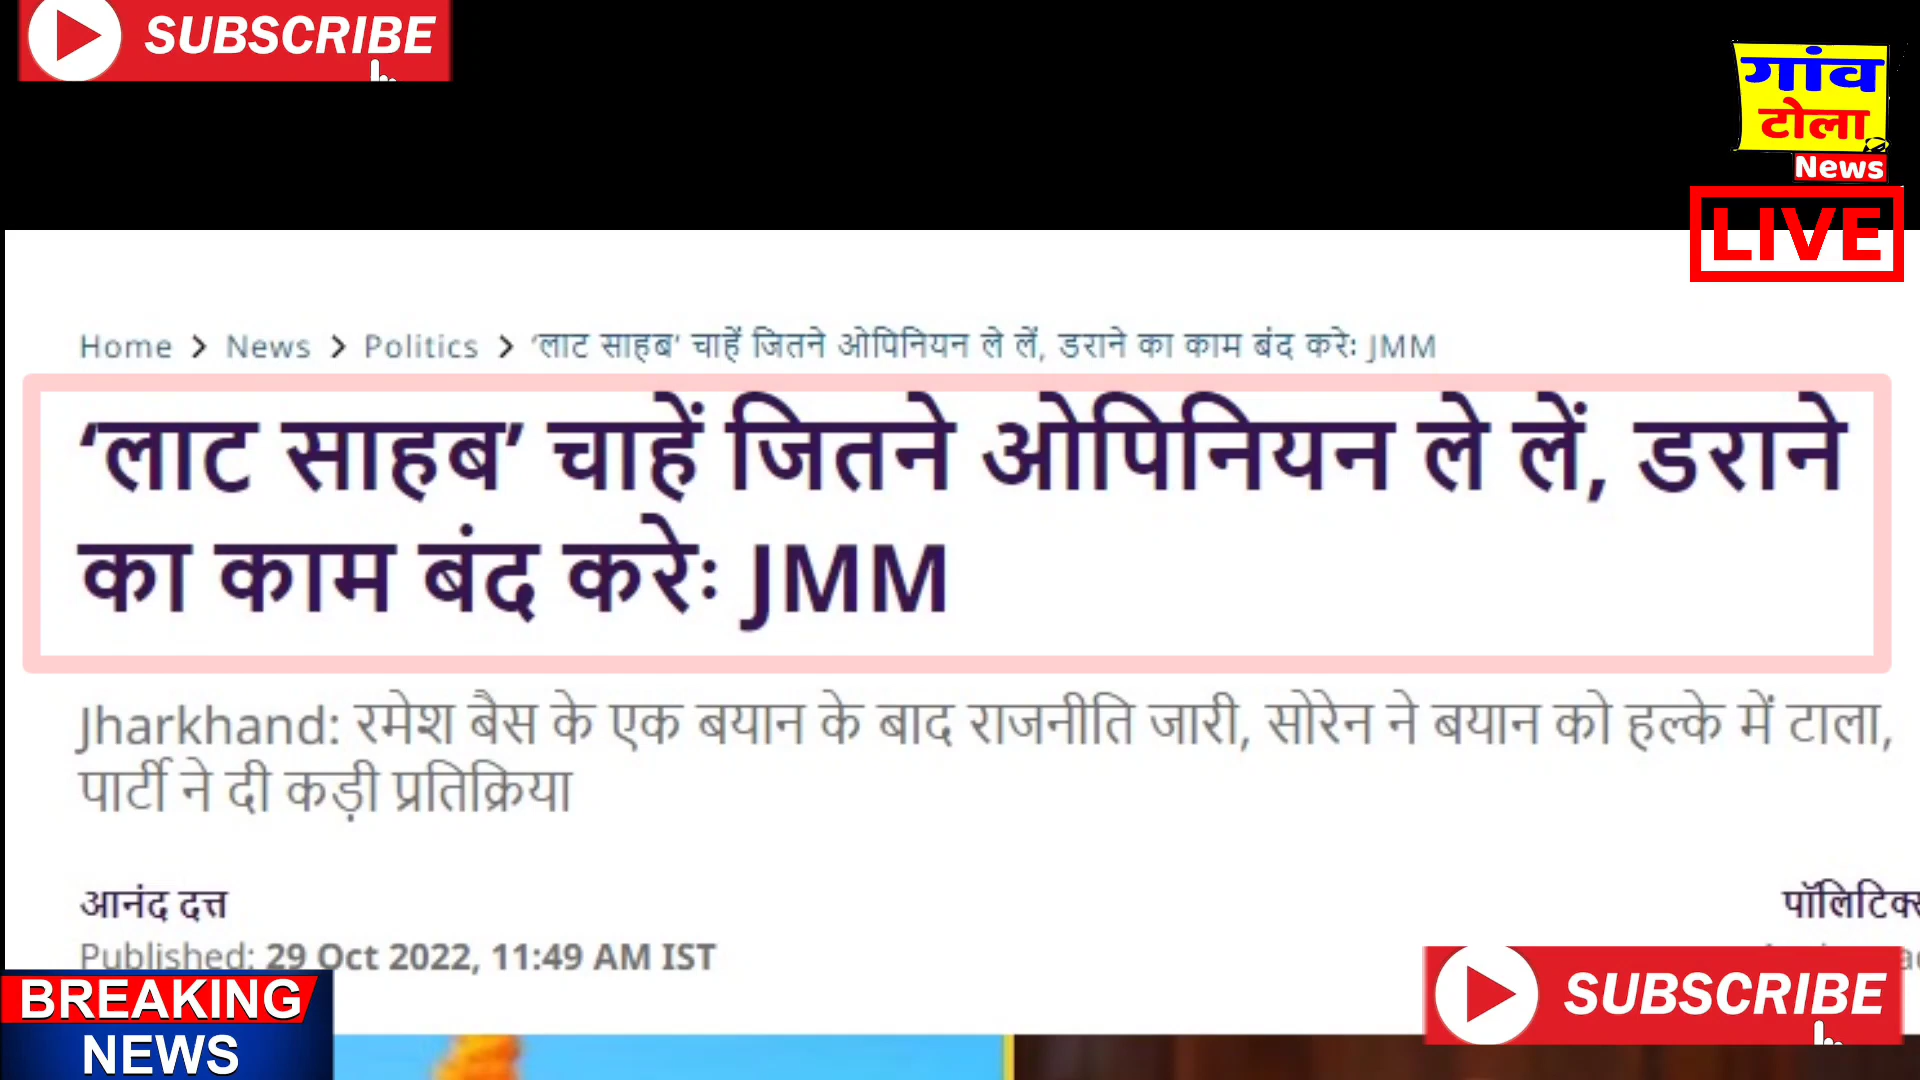 SUBSCRIBE
गांव
टोला
News
LIVE
Home > News > Politics > ‘लाट साहब’ चाहें जितने ओपिनियन ले लें, डराने का काम बंद करेः JMM
‘लाट साहब’ चाहें जितने ओपिनियन ले लें, डराने
का काम बंद करेः JMM
Jharkhand: रमेश बैस के एक बयान के बाद राजनीति जारी, सोरेन ने बयान को हल्के में टाला,
पार्टी ने दी कड़ी प्रतिक्रिया
आनंद दत्त
Published: 29 Oct 2022, 11:49 AM IST
SUBSCRIBE
BREAKING
NEWS